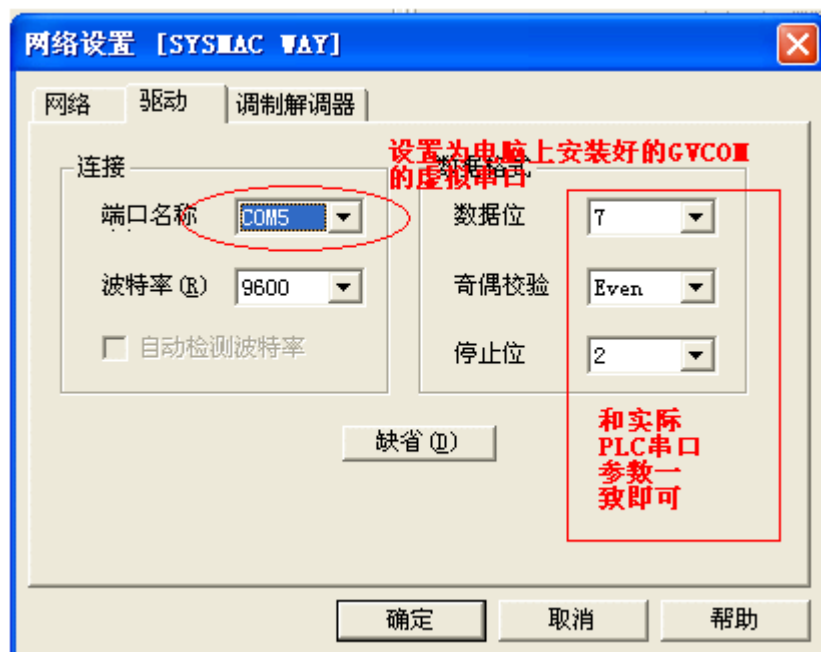 网络设置 [SYSMAC WAY]
网络
驱动
调制解调器
设置为电脑上安装好的GVCOM
的虚拟串口
连接
数据格式
端口名称
COM5
数据位
7
波特率(R)
9600
奇偶校验
Even
自动检测波特率
停止位
2
和实际
PLC串口
参数一
致即可
缺省(D)
确定
取消
帮助